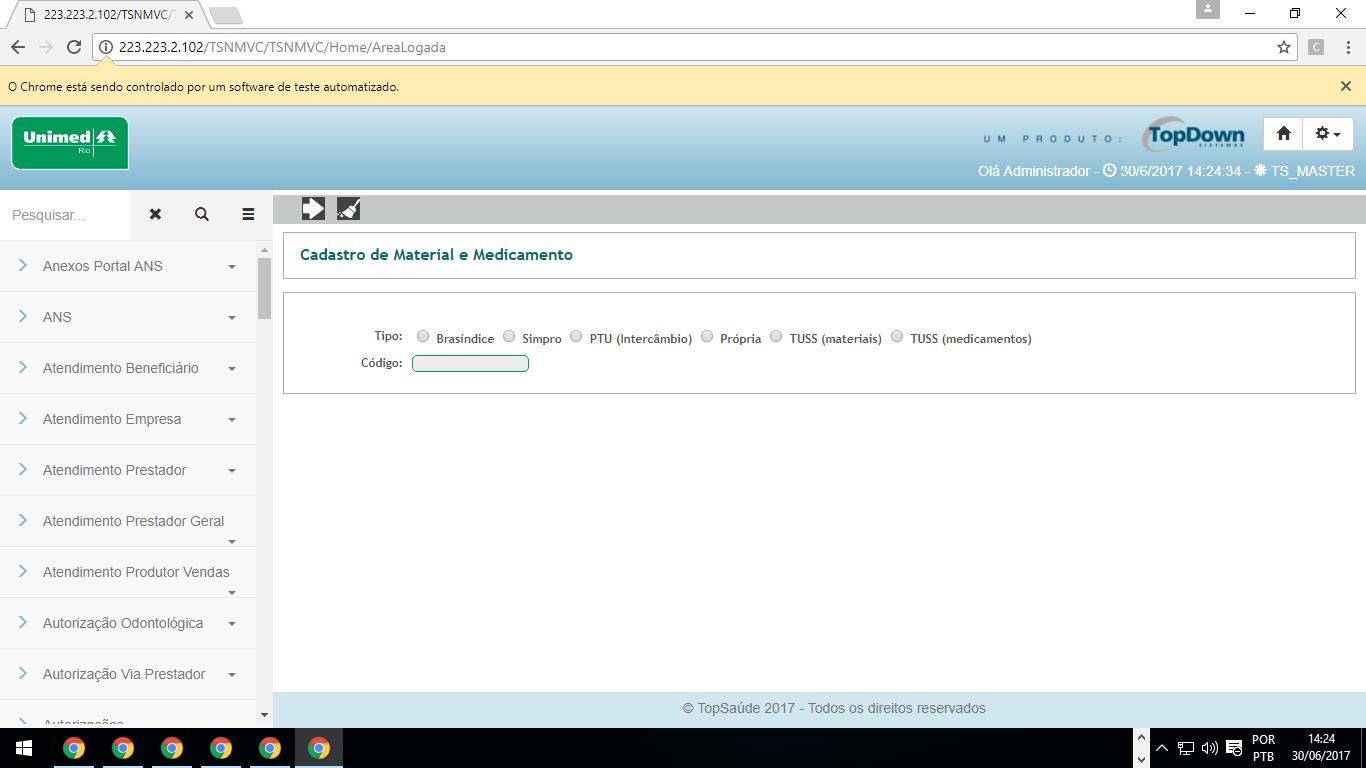 223.223.2.102/TSNMVC/T
223.223.2.102/TSNMVC/TSNMVC/Home/AreaLogada
C
O Chrome está sendo controlado por um software de teste automatizado.
Unimed
Rio
UM PRODUTO:
TopDown
SISTEMAS
Olá Administrador - 30/6/2017 14:24:34 - TS_MASTER
Pesquisar...
Cadastro de Material e Medicamento
Anexos Portal ANS
ANS
Atendimento Beneficiário
Atendimento Empresa
Atendimento Prestador
Atendimento Prestador Geral
Atendimento Produtor Vendas
Autorização Odontológica
Autorização Via Prestador
Autorizações
Tipo: Brasíndice Simpro PTU (Intercâmbio) Própria TUSS (materiais) TUSS (medicamentos)
Código:
© TopSaúde 2017 - Todos os direitos reservados
POR
PTB
14:24
30/06/2017